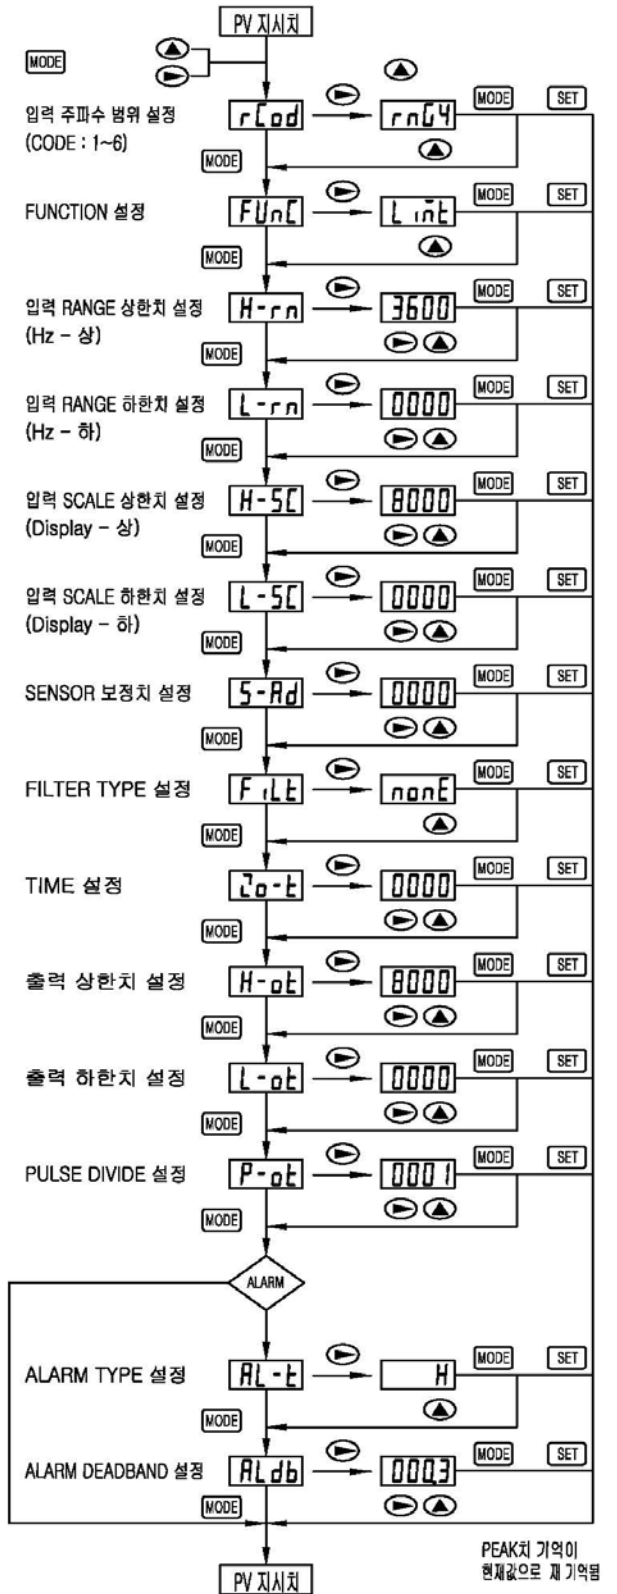 PV 지시치
MODE
입력 주파수 범위 설정
(CODE : 1~6)
rCod
rnG4
MODE
SET
MODE
FUNCTION 설정
FUnC
Limt
MODE
SET
MODE
입력 RANGE 상한치 설정
(Hz - 상)
H-rn
3600
MODE
SET
MODE
입력 RANGE 하한치 설정
(Hz - 하)
L-rn
0000
MODE
SET
MODE
입력 SCALE 상한치 설정
(Display - 상)
H-SC
8000
MODE
SET
MODE
입력 SCALE 하한치 설정
(Display - 하)
L-SC
0000
MODE
SET
MODE
SENSOR 보정치 설정
S-Ad
0000
MODE
SET
MODE
FILTER TYPE 설정
FiLt
nonE
MODE
SET
MODE
TIME 설정
Zo-t
0000
MODE
SET
MODE
출력 상한치 설정
H-ot
8000
MODE
SET
MODE
출력 하한치 설정
L-ot
0000
MODE
SET
MODE
PULSE DIVIDE 설정
P-ot
0001
MODE
SET
MODE
ALARM
ALARM TYPE 설정
AL-t
H
MODE
SET
MODE
ALARM DEADBAND 설정
ALdb
000.3
MODE
SET
MODE
PEAK치 기억이
현재값으로 재 기억됨
PV 지시치